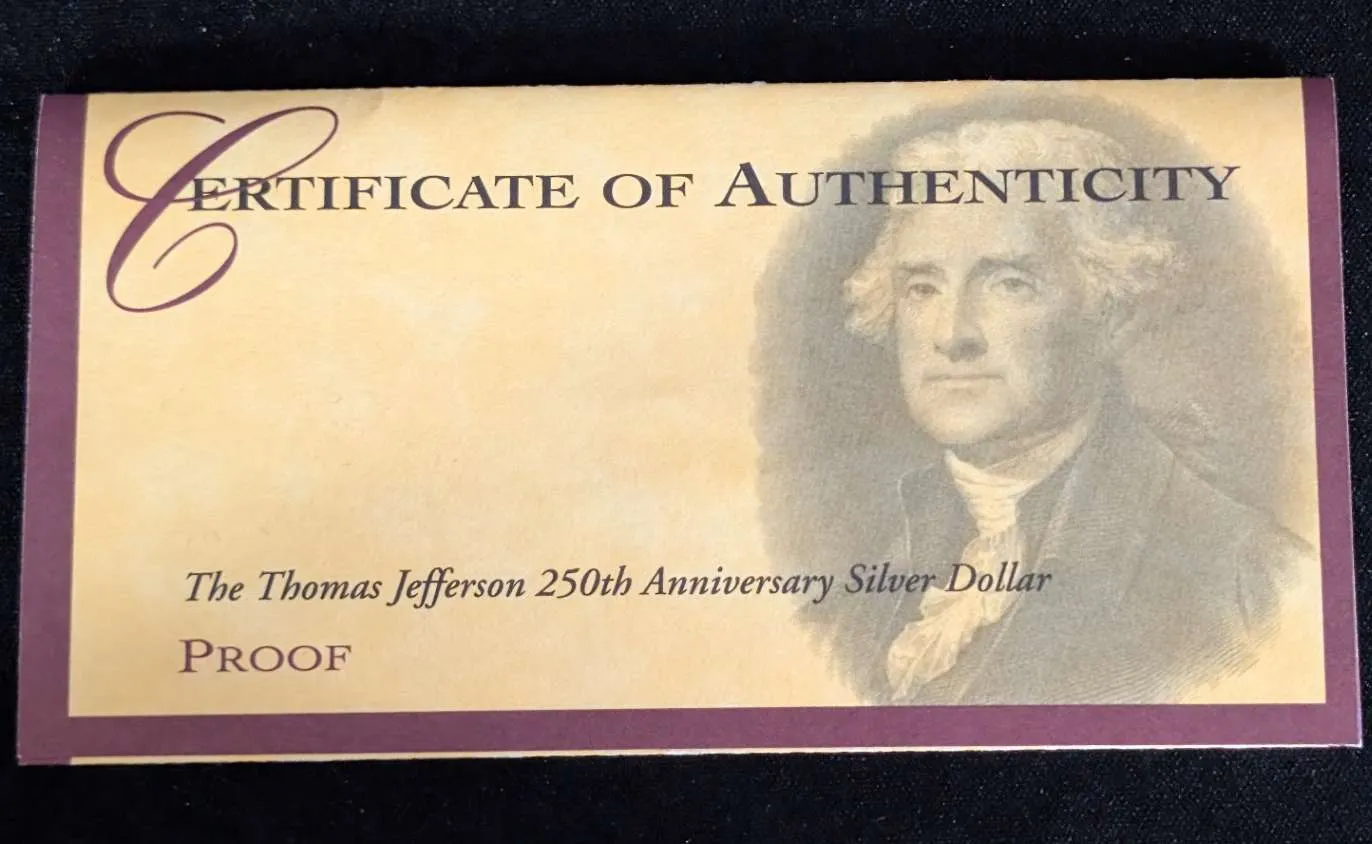 Certificate of Authenticity
The Thomas Jefferson 250th Anniversary Silver Dollar
Proof